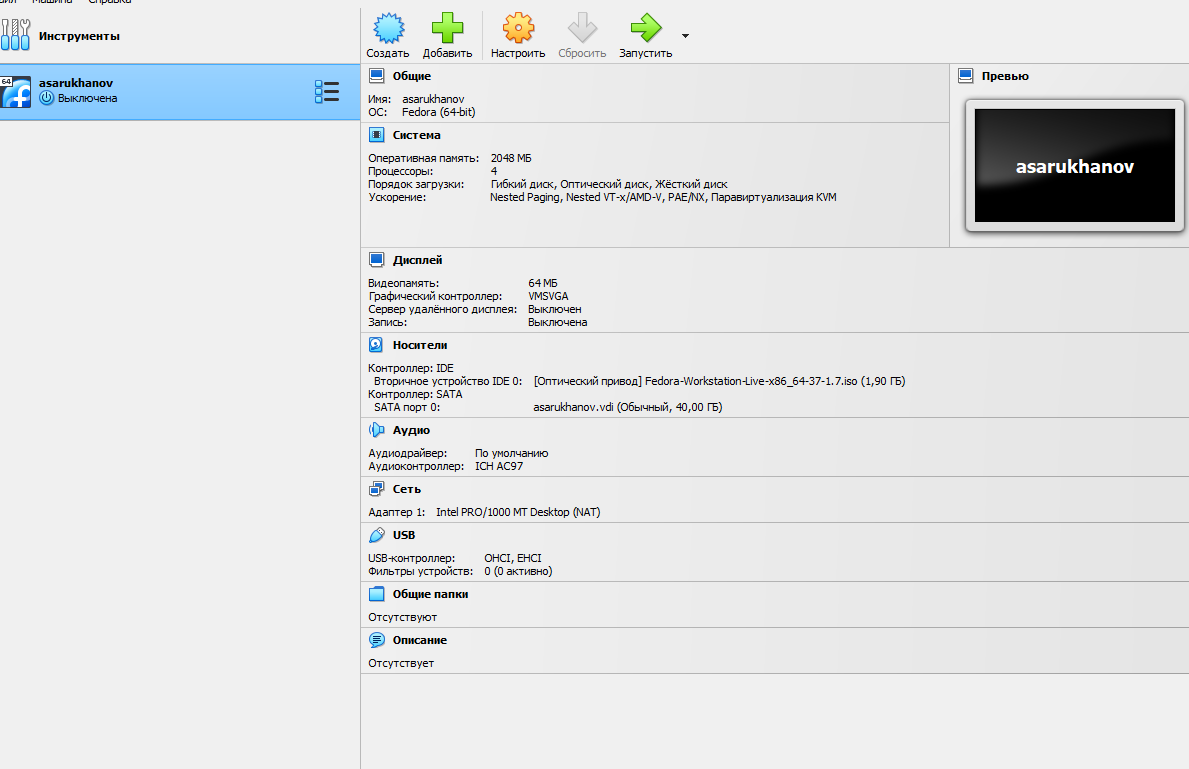 Машина Справка
Инструменты
64
asarukhanov
Выключена
Создать Добавить Настроить Сбросить Запустить
Общие
Имя: asarukhanov
ОС: Fedora (64-bit)
Превью
asarukhanov
Система
Оперативная память: 2048 МБ
Процессоры: 4
Порядок загрузки: Гибкий диск, Оптический диск, Жёсткий диск
Ускорение: Nested Paging, Nested VT-x/AMD-V, PAE/NX, Паравиртуализация KVM
Дисплей
Видеопамять: 64 МБ
Графический контроллер: VMSVGA
Сервер удалённого дисплея: Выключен
Запись: Выключена
Носители
Контроллер: IDE
Вторичное устройство IDE 0: [Оптический привод] Fedora-Workstation-Live-x86_64-37-1.7.iso (1,90 ГБ)
Контроллер: SATA
SATA порт 0: asarukhanov.vdi (Обычный, 40,00 ГБ)
Аудио
Аудиодрайвер: По умолчанию
Аудиоконтроллер: ICH AC97
Сеть
Адаптер 1: Intel PRO/1000 MT Desktop (NAT)
USB
USB-контроллер: OHCI, EHCI
Фильтры устройств: 0 (0 активно)
Общие папки
Отсутствуют
Описание
Отсутствует